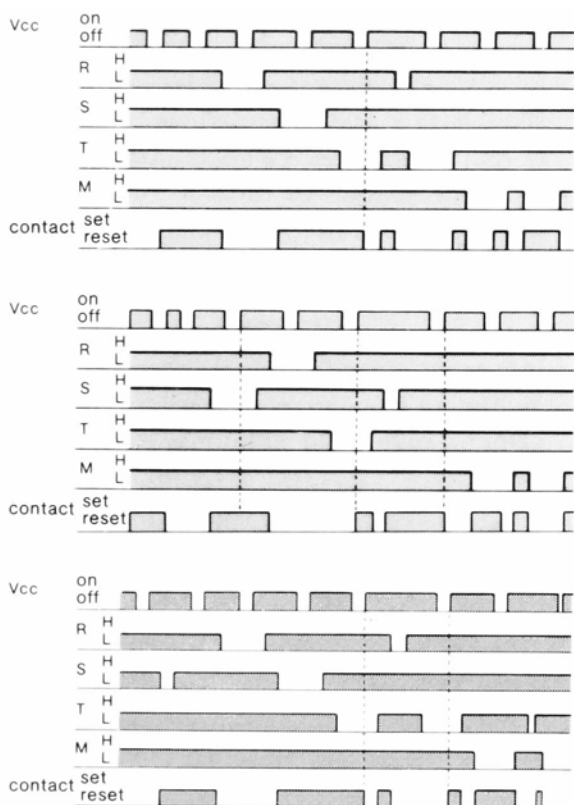 Vcc on
off
R H
L
S H
L
T H
L
M H
L
contact set
reset
Vcc on
off
R H
L
S H
L
T H
L
M H
L
contact set
reset
Vcc on
off
R H
L
S H
L
T H
L
M H
L
contact set
reset